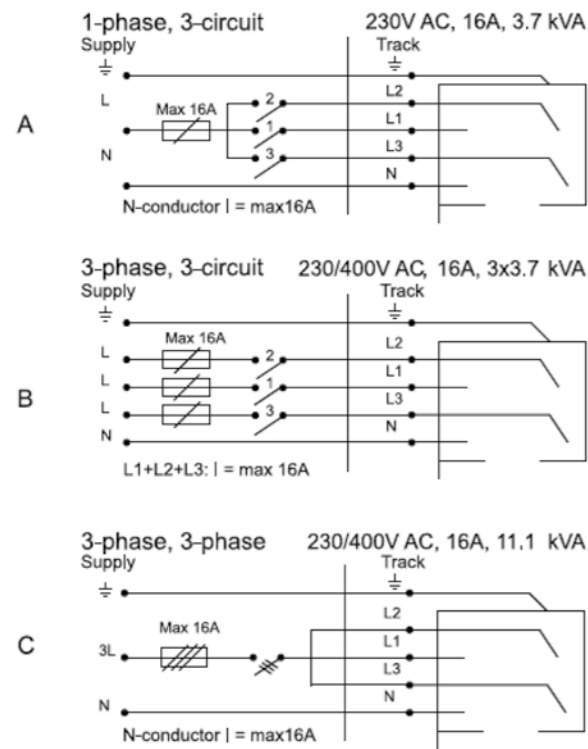 1-phase, 3-circuit 230V AC, 16A, 3.7 kVA
Supply Track
L2
L Max 16A 2
L1
A 1
L3
N 3
N
N-conductor I = max16A
3-phase, 3-circuit 230/400V AC, 16A, 3x3.7 kVA
Supply Track
Max 16A L2
L 2
L1
L 1
B L3
L 3
N
N
L1+L2+L3: I = max 16A
3-phase, 3-phase 230/400V AC, 16A, 11,1 kVA
Supply Track
L2
Max 16A
L1
C 3L
L3
N
N
N-conductor I = max16A